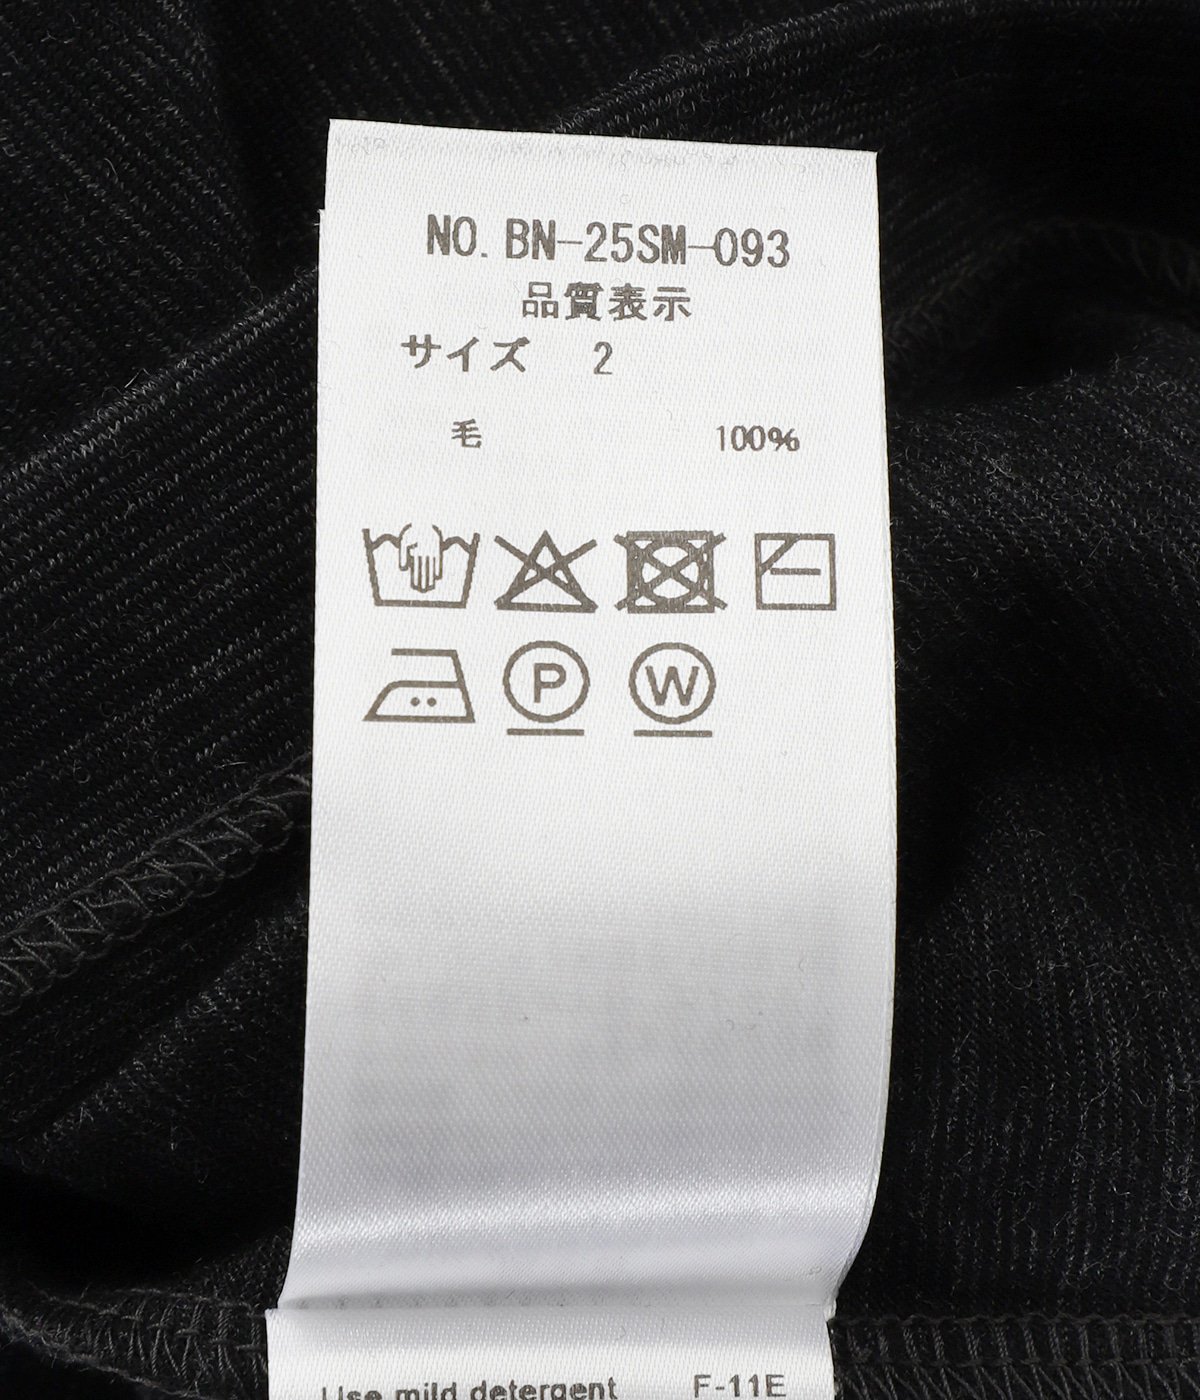 NO. BN-25SM-093
品質表示
サイズ 2
毛 100%
P W
Use mild detergent F-11E